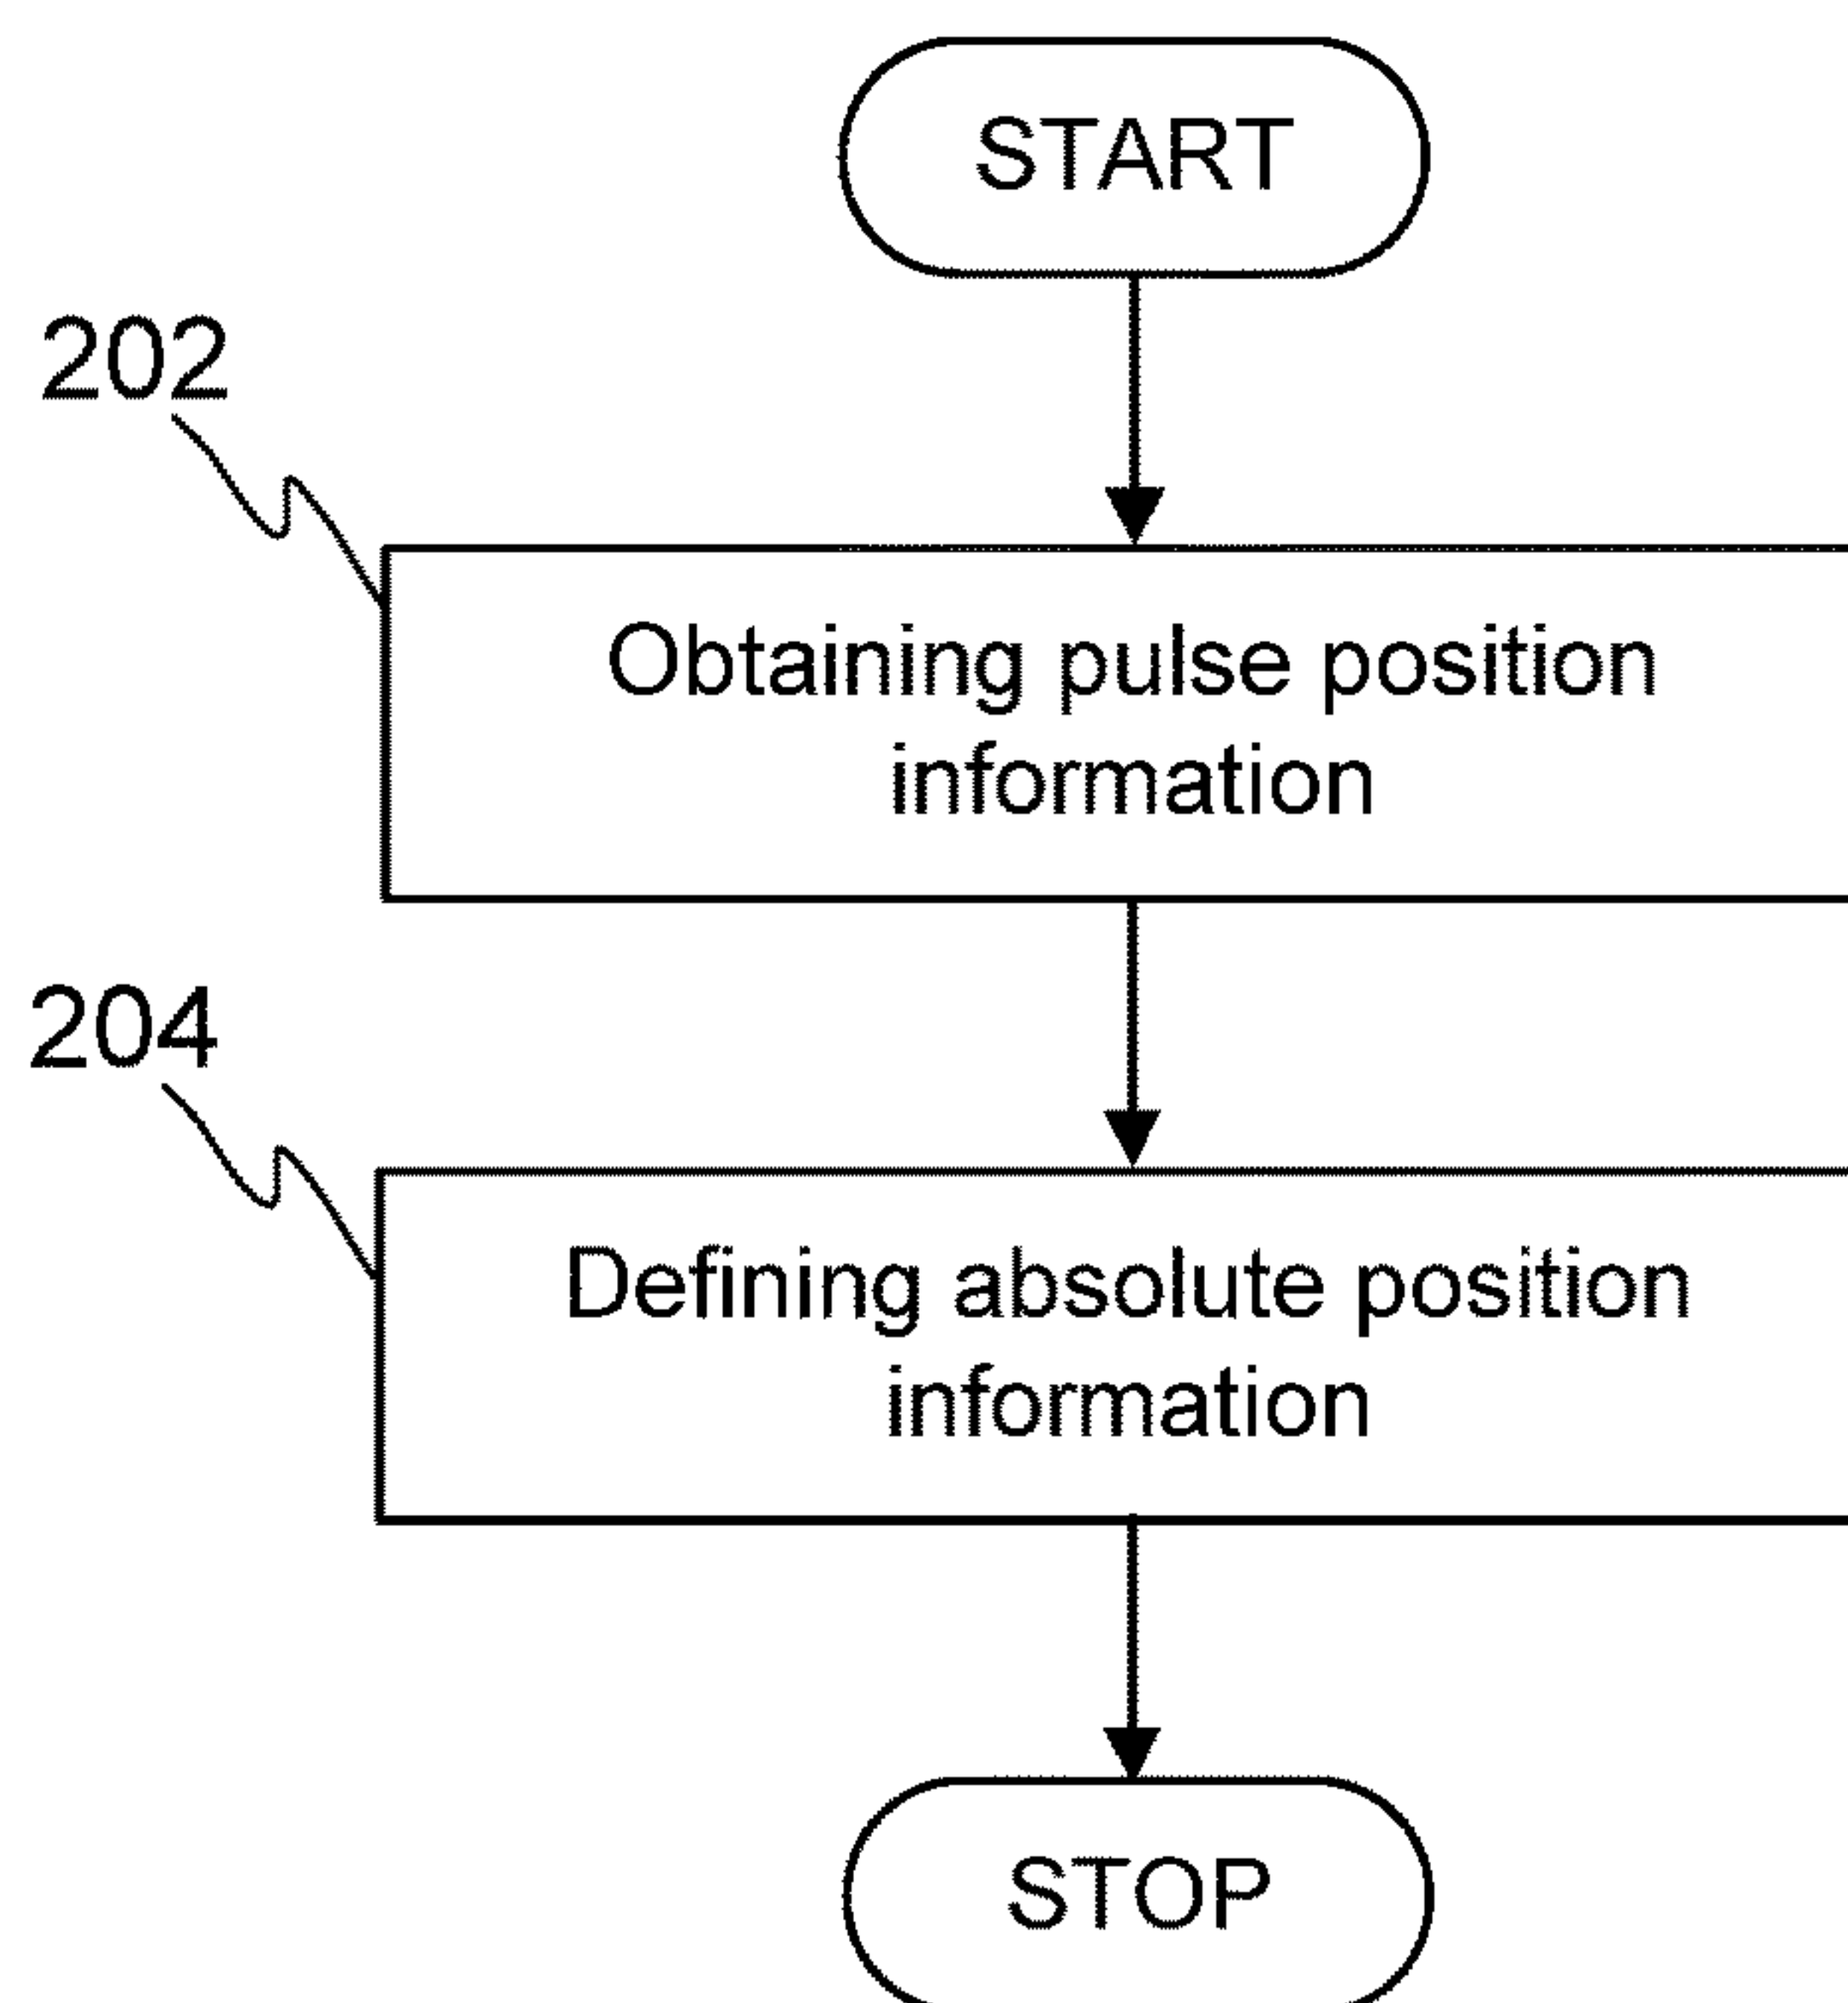 START
202
Obtaining pulse position
information
204
Defining absolute position
information
STOP